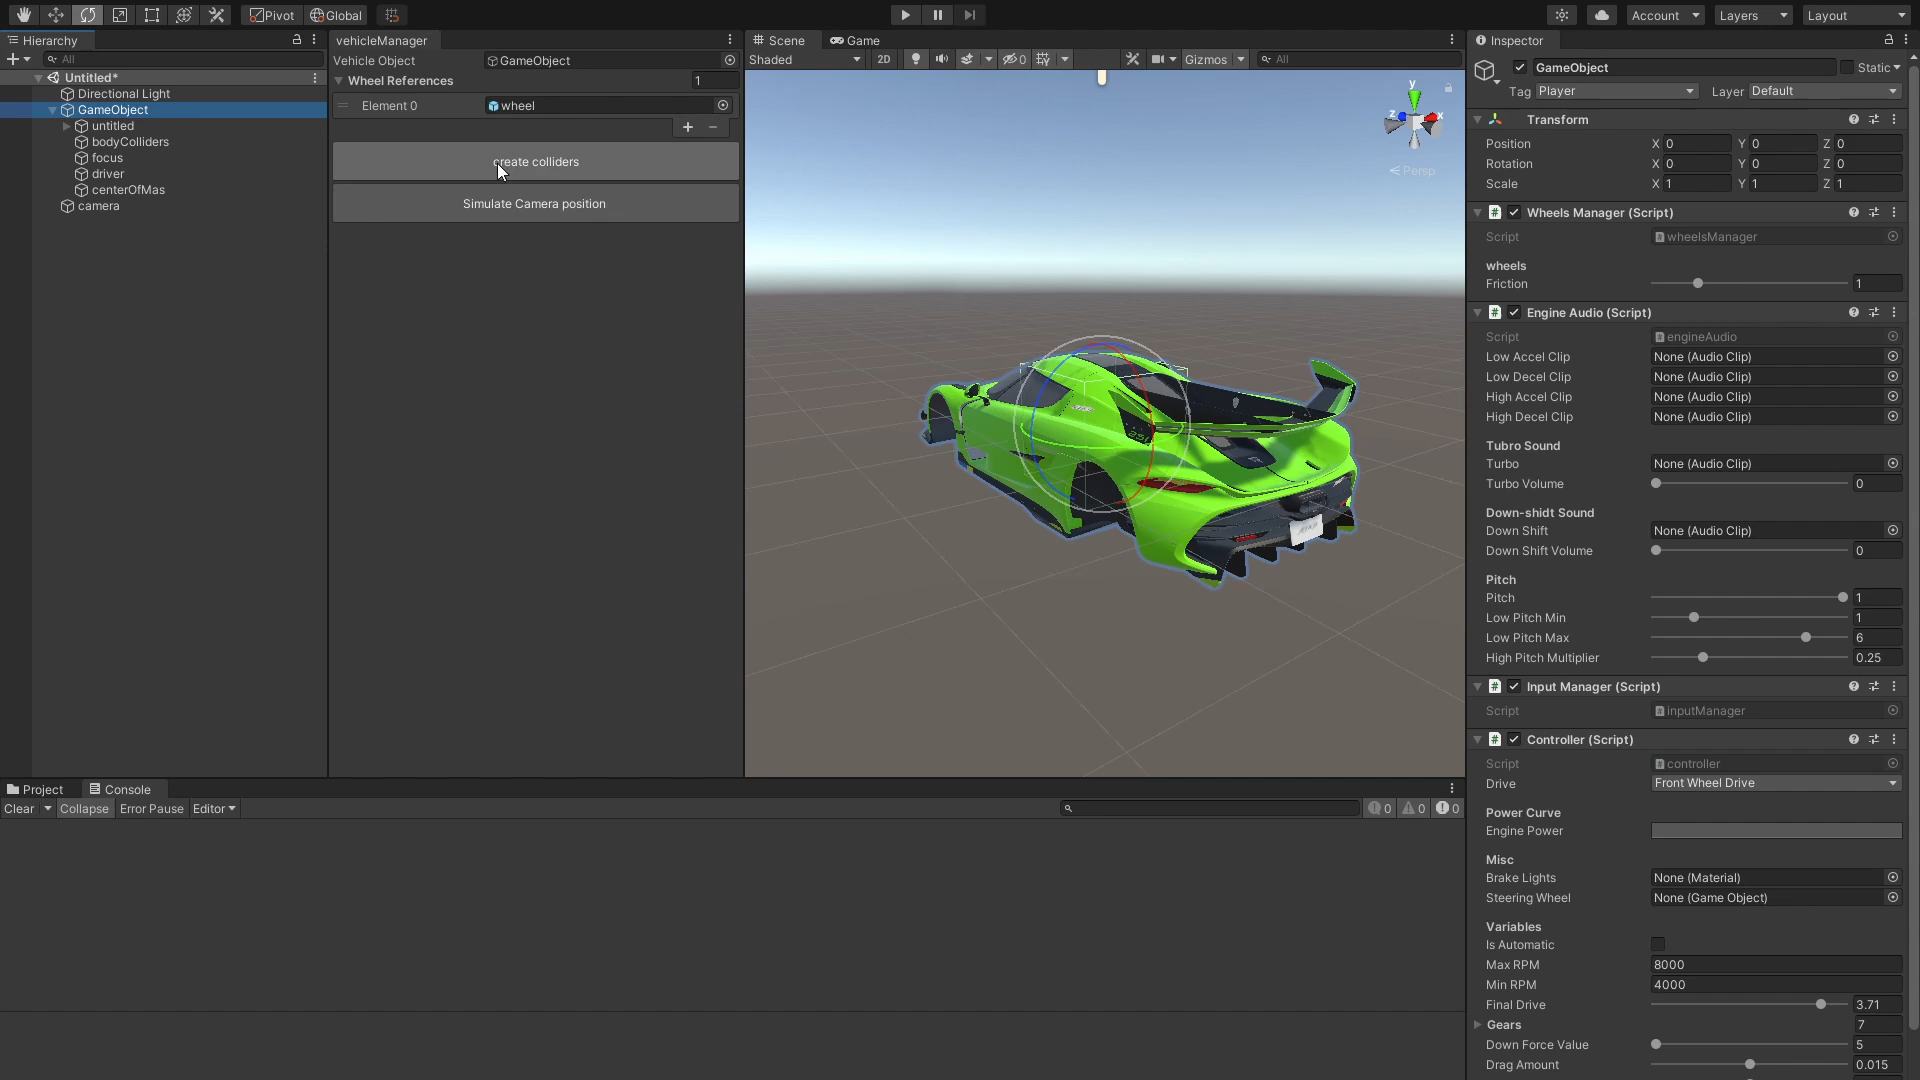 Pivot
Global
Account
Layers
Layout
Hierarchy
All
Untitled*
Directional Light
GameObject
untitled
bodyColliders
focus
driver
centerOfMas
camera
vehicleManager
Vehicle Object
GameObject
Wheel References
1
Element 0
wheel
create colliders
Simulate Camera position
Scene
Game
Shaded
2D
0
Gizmos
All
y
z
x
Persp
Project
Console
Clear
Collapse
Error Pause
Editor
0
0
0
Inspector
GameObject
Static
Tag
Player
Layer
Default
Transform
Position
X 0
Y 0
Z 0
Rotation
X 0
Y 0
Z 0
Scale
X 1
Y 1
Z 1
Wheels Manager (Script)
Script
wheelsManager
wheels
Friction
1
Engine Audio (Script)
Script
engineAudio
Low Accel Clip
None (Audio Clip)
Low Decel Clip
None (Audio Clip)
High Accel Clip
None (Audio Clip)
High Decel Clip
None (Audio Clip)
Tubro Sound
Turbo
None (Audio Clip)
Turbo Volume
0
Down-shidt Sound
Down Shift
None (Audio Clip)
Down Shift Volume
0
Pitch
Pitch
1
Low Pitch Min
1
Low Pitch Max
6
High Pitch Multiplier
0.25
Input Manager (Script)
Script
inputManager
Controller (Script)
Script
controller
Drive
Front Wheel Drive
Power Curve
Engine Power
Misc
Brake Lights
None (Material)
Steering Wheel
None (Game Object)
Variables
Is Automatic
Max RPM
8000
Min RPM
4000
Final Drive
3.71
Gears
7
Down Force Value
5
Drag Amount
0.015